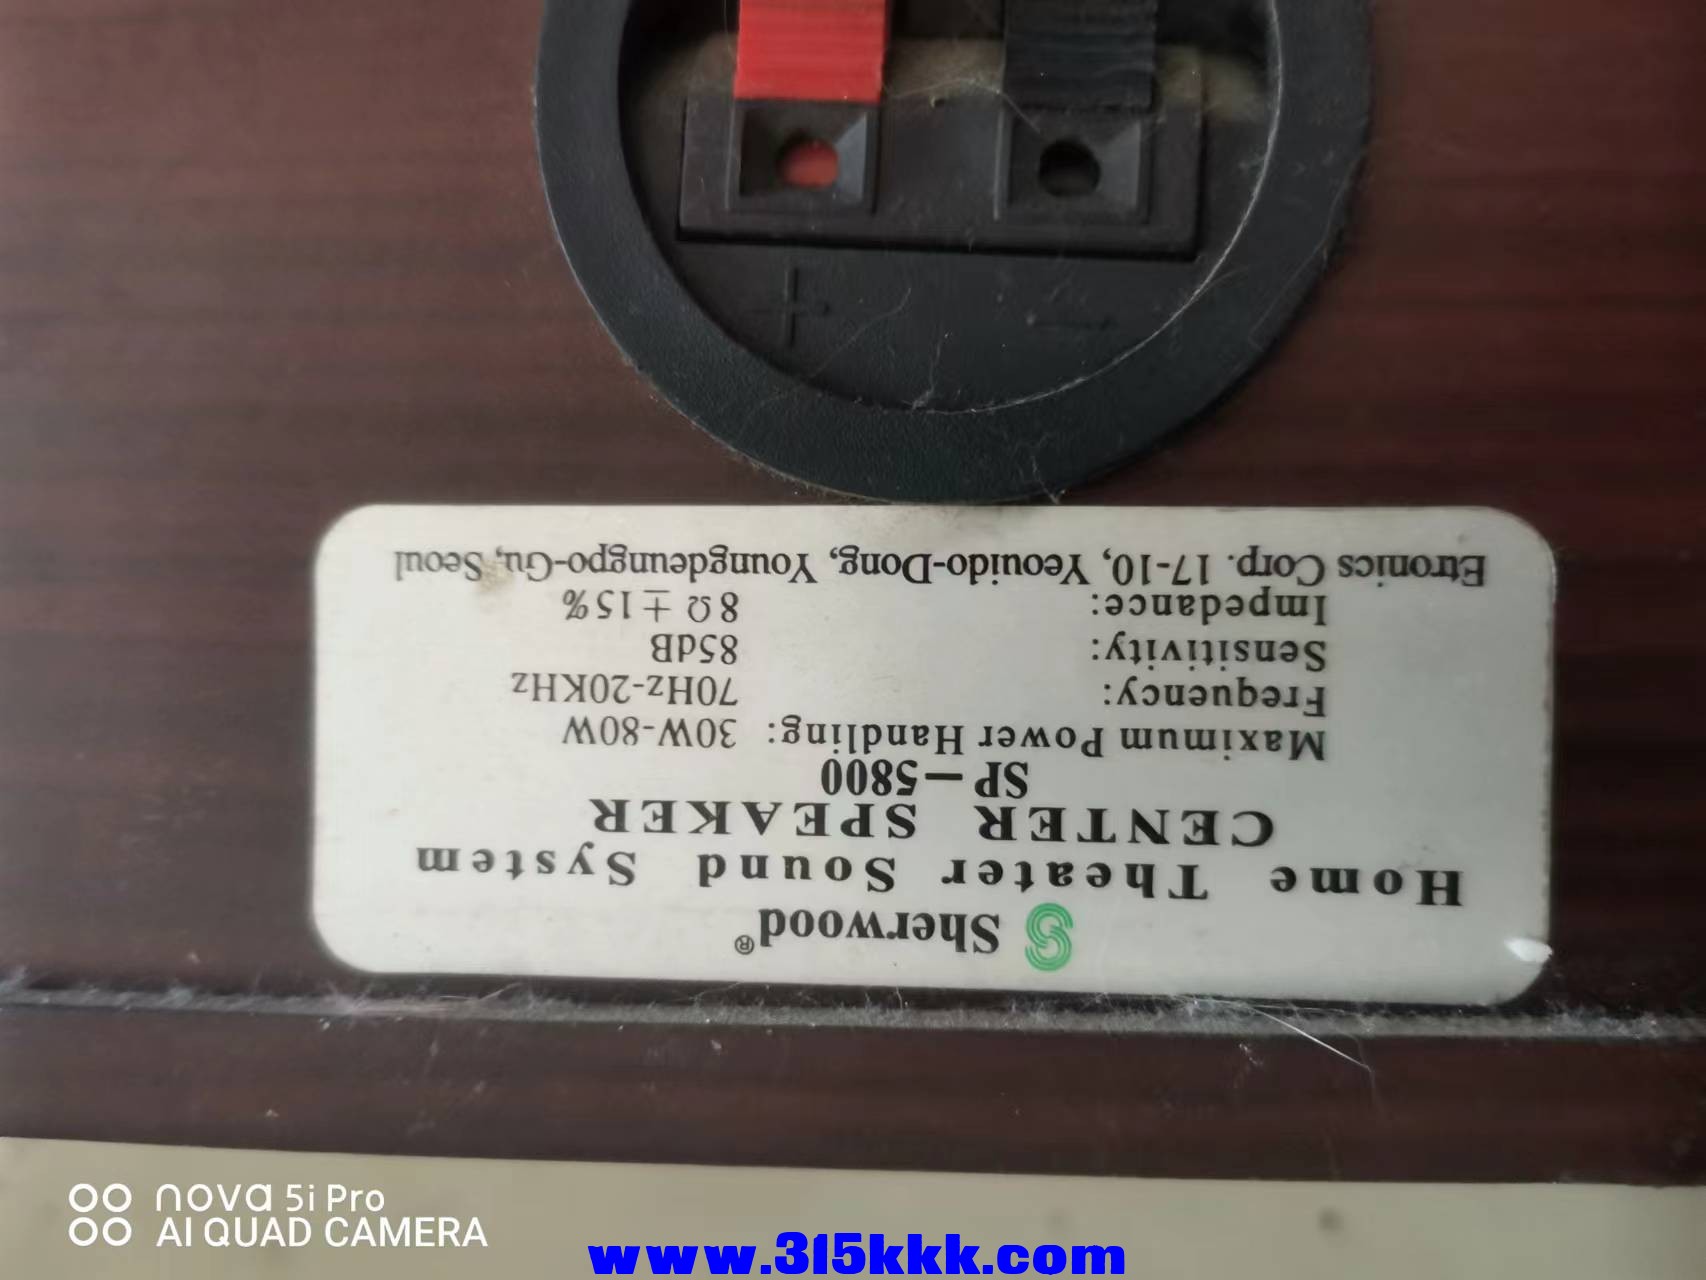 Sherwood®
Home Theater Sound System
CENTER SPEAKER
SP-5800
Maximum Power Handling: 30W-80W
Frequency: 70Hz-20KHz
Sensitivity: 85dB
Impedance: 8Ω±15%
Etronics Corp. 17-10, Yeouido-Dong, Youngdeungpo-Gu, Seoul
+ −
nova 5i Pro
AI QUAD CAMERA
www.315kkk.com